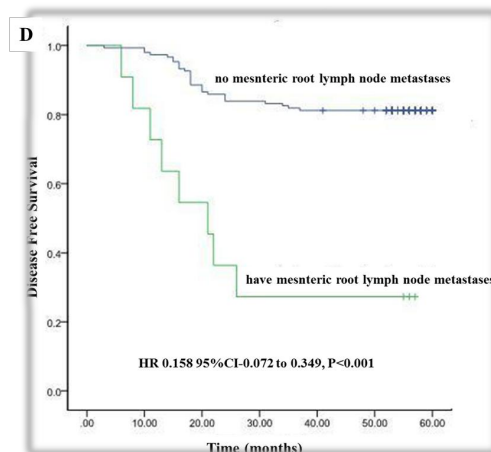 D
1.0
no mesnteric root lymph node metastases
0.8
0.6
Disease Free Survival
0.4
have mesnteric root lymph node metastases
0.2
HR 0.158 95%CI-0.072 to 0.349, P<0.001
0.0
.00 10.00 20.00 30.00 40.00 50.00 60.00
Time (months)